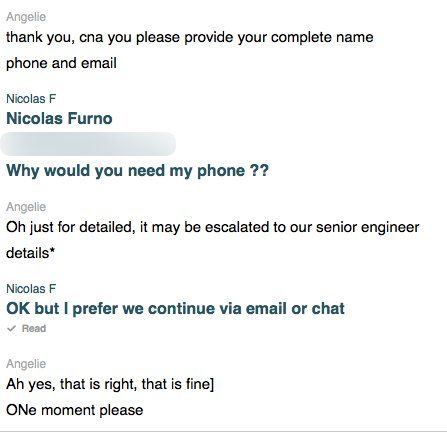 Angelie
thank you, cna you please provide your complete name
phone and email
Nicolas F
Nicolas Furno
Why would you need my phone ??
Angelie
Oh just for detailed, it may be escalated to our senior engineer
details*
Nicolas F
OK but I prefer we continue via email or chat
✓ Read
Angelie
Ah yes, that is right, that is fine]
ONe moment please